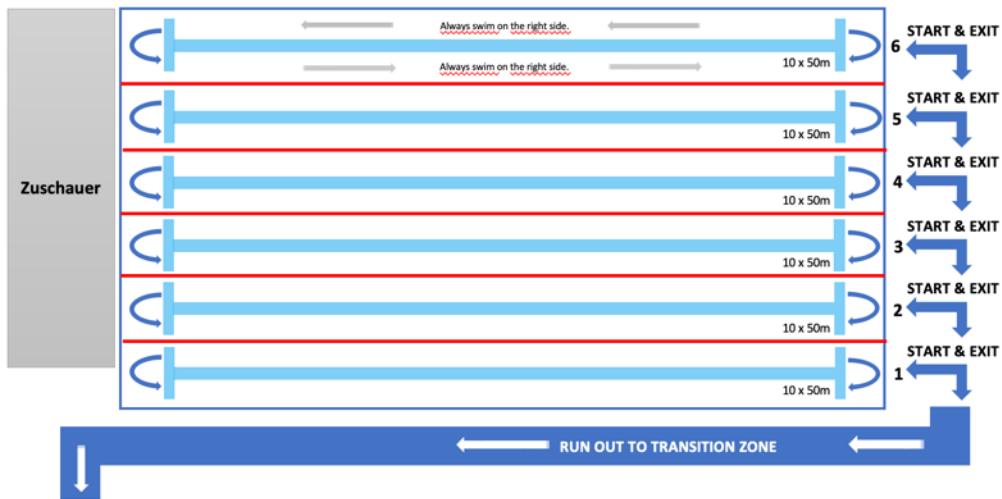 Always swim on the right side.
6
START & EXIT
Always swim on the right side.
10 x 50m
START & EXIT
5
10 x 50m
START & EXIT
4
10 x 50m
Zuschauer
START & EXIT
3
10 x 50m
START & EXIT
2
10 x 50m
START & EXIT
1
10 x 50m
RUN OUT TO TRANSITION ZONE